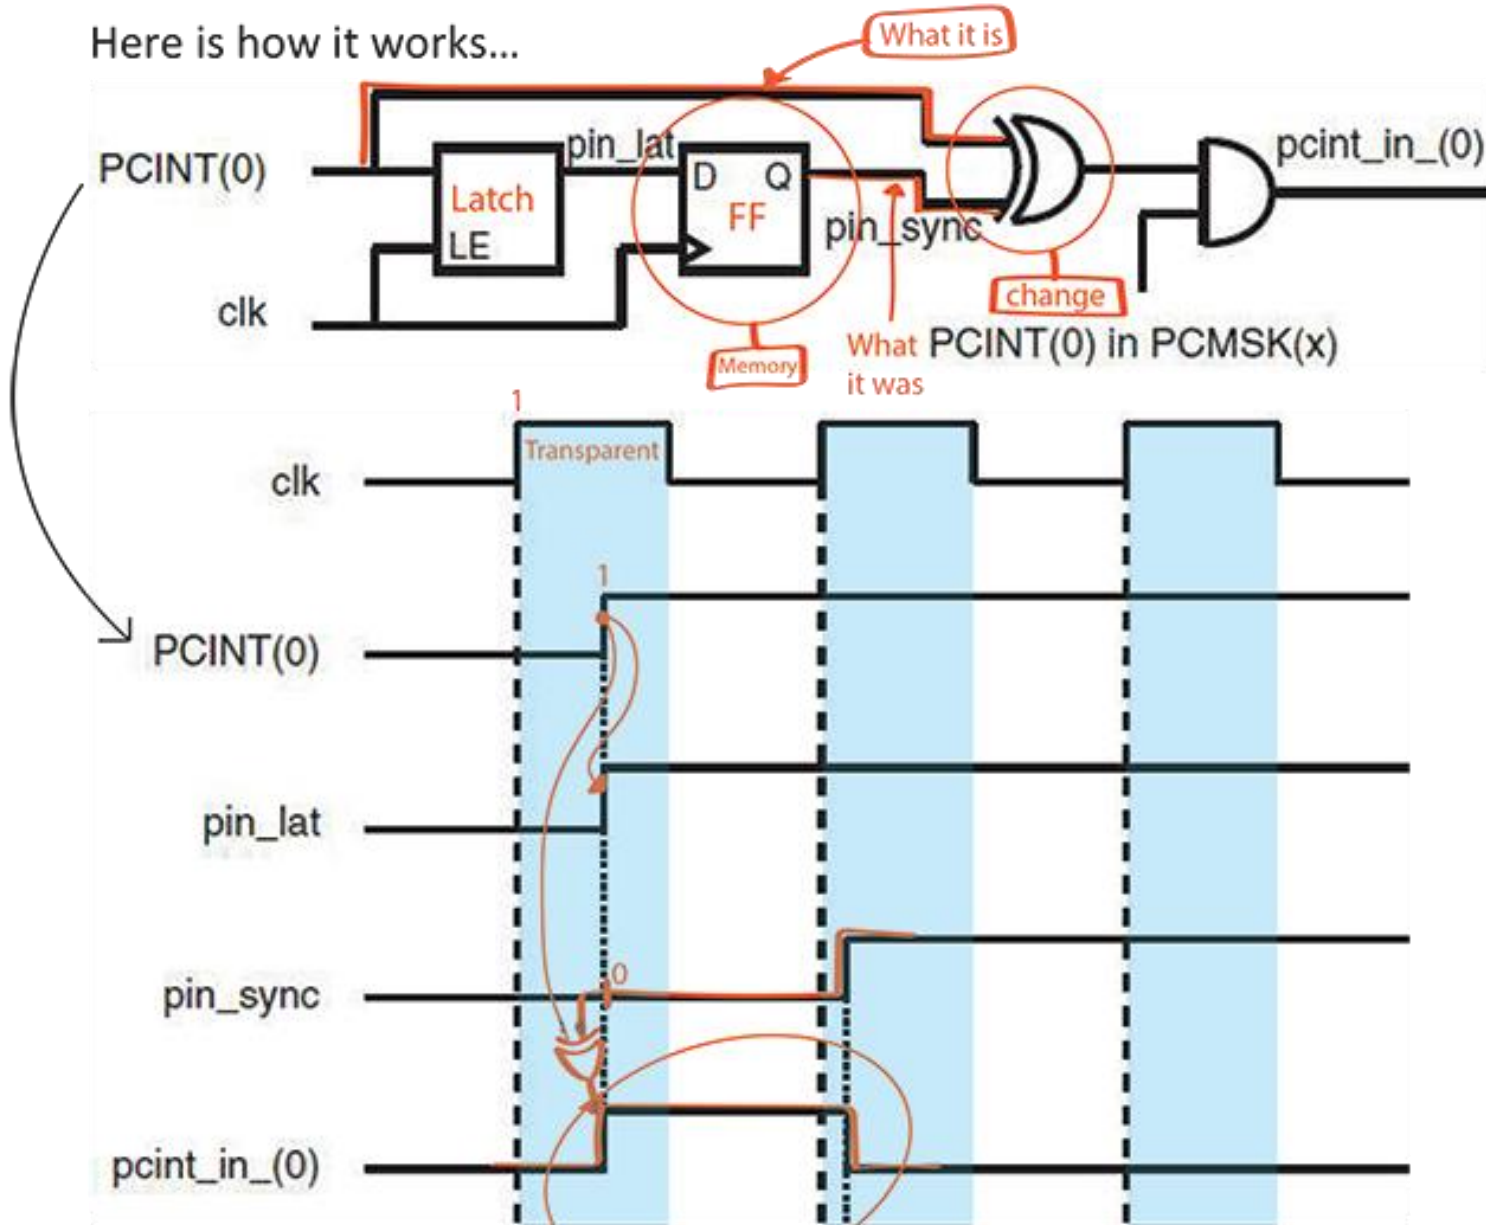 Here is how it works...
What it is
PCINT(0)
pin_lat
pcint_in_(0)
Latch
LE
D Q
FF
pin_sync
clk
change
Memory
What
it was
PCINT(0) in PCMSK(x)
1
Transparent
clk
1
PCINT(0)
pin_lat
0
pin_sync
pcint_in_(0)